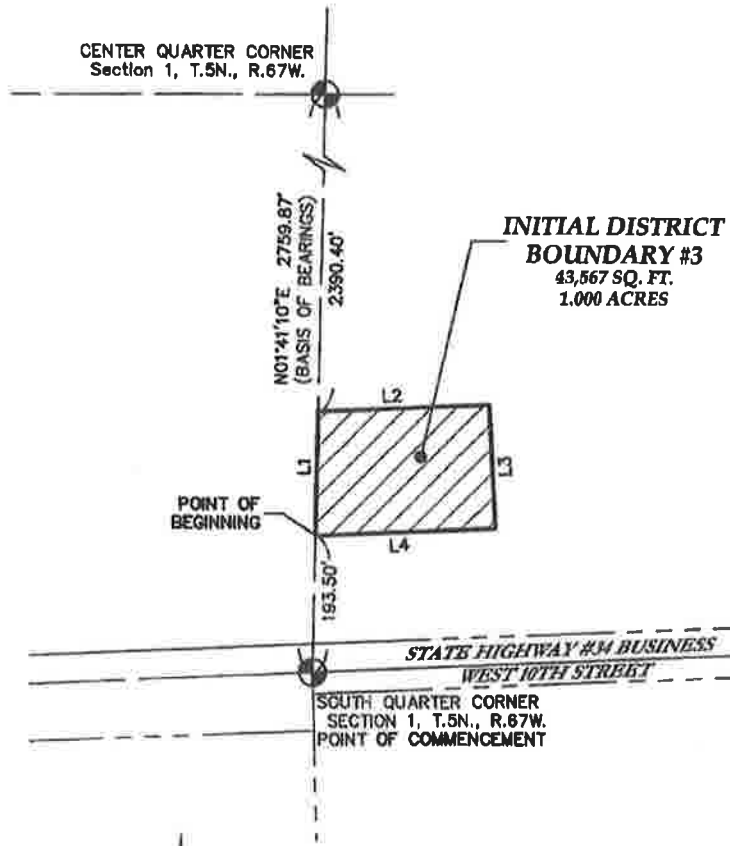 CENTER QUARTER CORNER
Section 1, T.5N., R.67W.
N01°41'10"E 2759.87'
(BASIS OF BEARINGS)
2390.40'
INITIAL DISTRICT
BOUNDARY #3
43,567 SQ. FT.
1.000 ACRES
L2
L1
L3
POINT OF
BEGINNING
L4
193.50'
STATE HIGHWAY #34 BUSINESS
WEST 10TH STREET
SOUTH QUARTER CORNER
SECTION 1, T.5N., R.67W.
POINT OF COMMENCEMENT